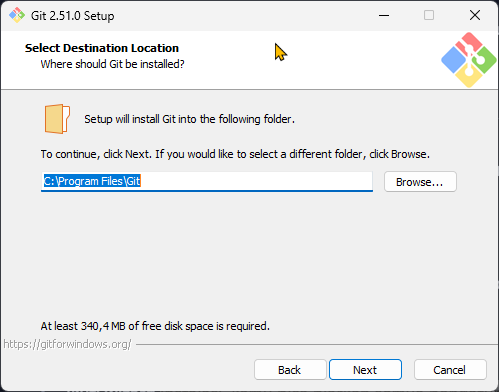 Git 2.51.0 Setup
Select Destination Location
Where should Git be installed?
Setup will install Git into the following folder.
To continue, click Next. If you would like to select a different folder, click Browse.
C:\Program Files\Git
Browse...
At least 340,4 MB of free disk space is required.
https://gitforwindows.org/
Back
Next
Cancel